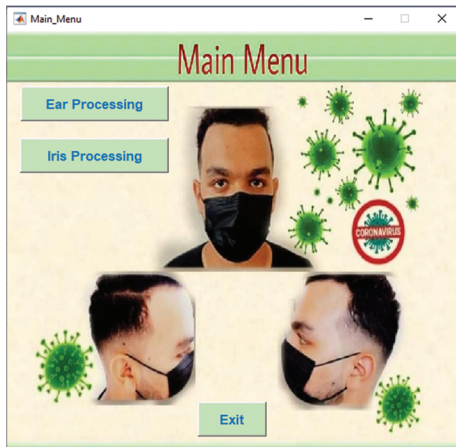 Main_Menu
Main Menu
Ear Processing
Iris Processing
CORONAVIRUS
Exit